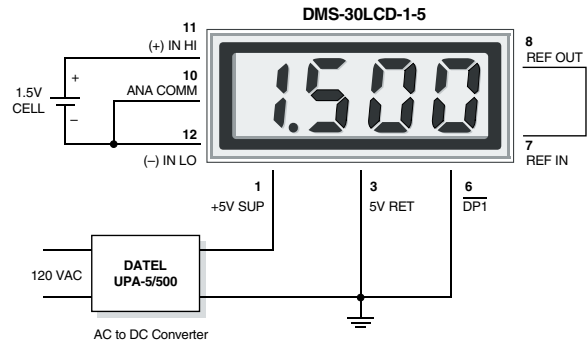 DMS-30LCD-1-5
11
(+) IN HI
10
ANA COMM
12
(–) IN LO
+
1.5V
CELL
–
1.500
8
REF OUT
7
REF IN
1
+5V SUP
3
5V RET
6
DP1
120 VAC
DATEL
UPA-5/500
AC to DC Converter